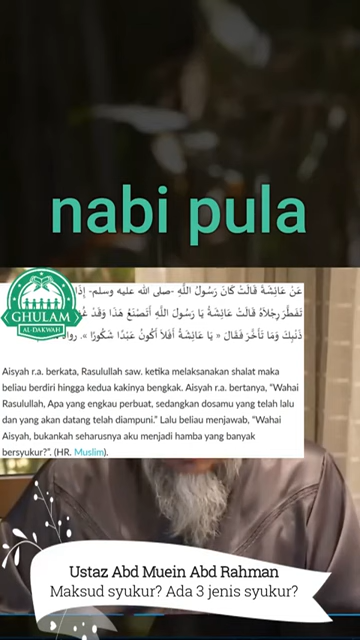 nabi pula
GHULAM
AL-DAKWAH
عَنْ عَائِشَةَ قَالَتْ كَانَ رَسُولُ اللَّهِ -صلى الله عليه وسلم- إِذَا
تَفَطَّرَ رِجْلَاهُ قَالَتْ عَائِشَةُ يَا رَسُولَ اللَّهِ أَتَصْنَعُ هَذَا وَقَدْ
ذَنْبِكَ وَمَا تَأَخَّرَ فَقَالَ « يَا عَائِشَةُ أَفَلاَ أَكُونُ عَبْدًا شَكُورًا ».
Aisyah r.a. berkata, Rasulullah saw. ketika melaksanakan shalat maka
beliau berdiri hingga kedua kakinya bengkak. Aisyah r.a. bertanya, "Wahai
Rasulullah, Apa yang engkau perbuat, sedangkan dosamu yang telah lalu
dan yang akan datang telah diampuni." Lalu beliau menjawab, "Wahai
Aisyah, bukankah seharusnya aku menjadi hamba yang banyak
bersyukur?". (HR. Muslim).
Ustaz Abd Muein Abd Rahman
Maksud syukur? Ada 3 jenis syukur?